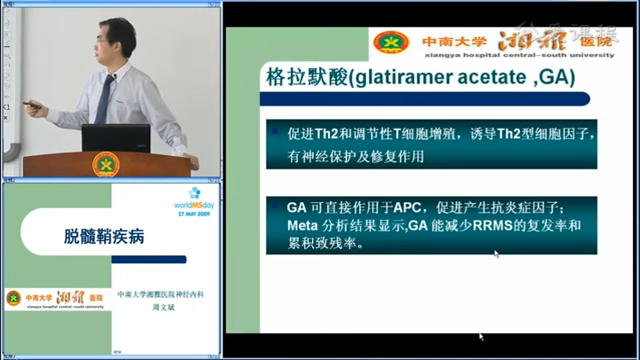 中南大学 湘雅 医院
xiangya hospital central-south university
格拉默酸(glatiramer acetate ,GA)
促进Th2和调节性T细胞增殖，诱导Th2型细胞因子，
有神经保护及修复作用
GA 可直接作用于APC，促进产生抗炎症因子；
Meta 分析结果显示,GA 能减少RRMS的复发率和
累积致残率。
worldMSday
27 MAY 2009
脱髓鞘疾病
中南大学 湘雅 医院
xiangya hospital central-south university
中南大学湘雅医院神经内科
周文斌